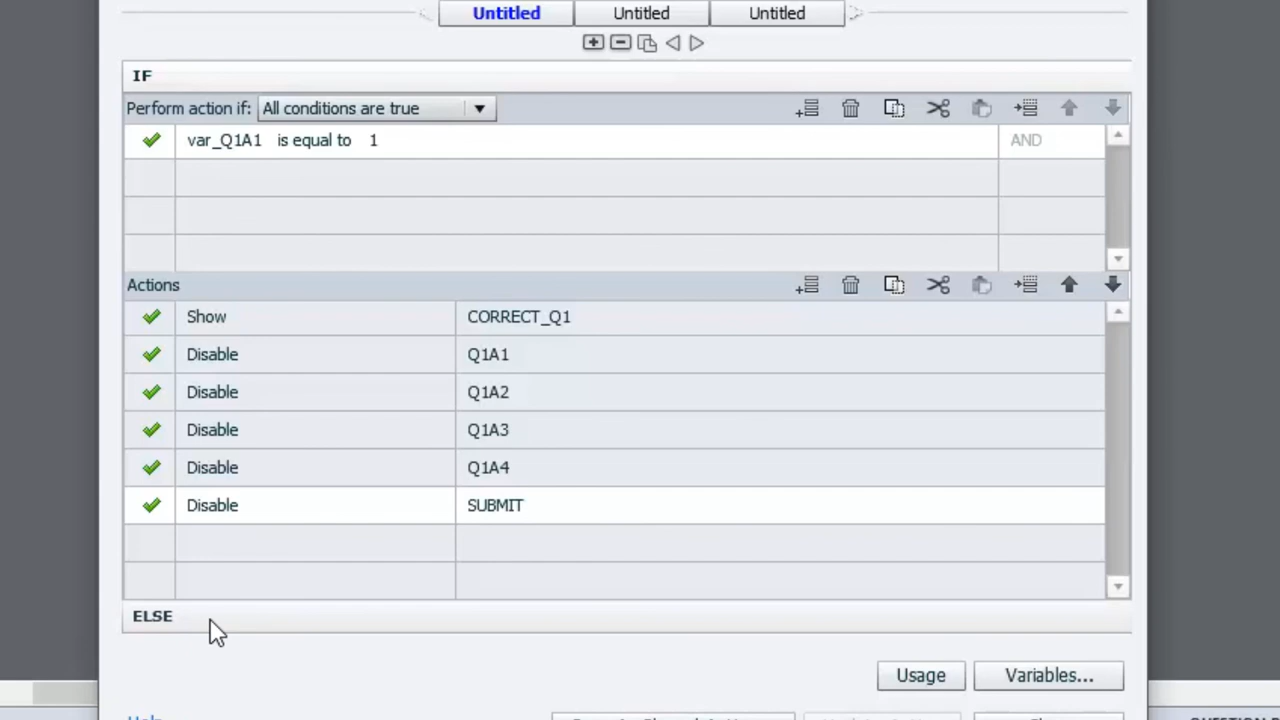 Untitled Untitled Untitled
IF
Perform action if: All conditions are true
var_Q1A1 is equal to 1 AND
Actions
Show CORRECT_Q1
Disable Q1A1
Disable Q1A2
Disable Q1A3
Disable Q1A4
Disable SUBMIT
ELSE
Usage Variables...